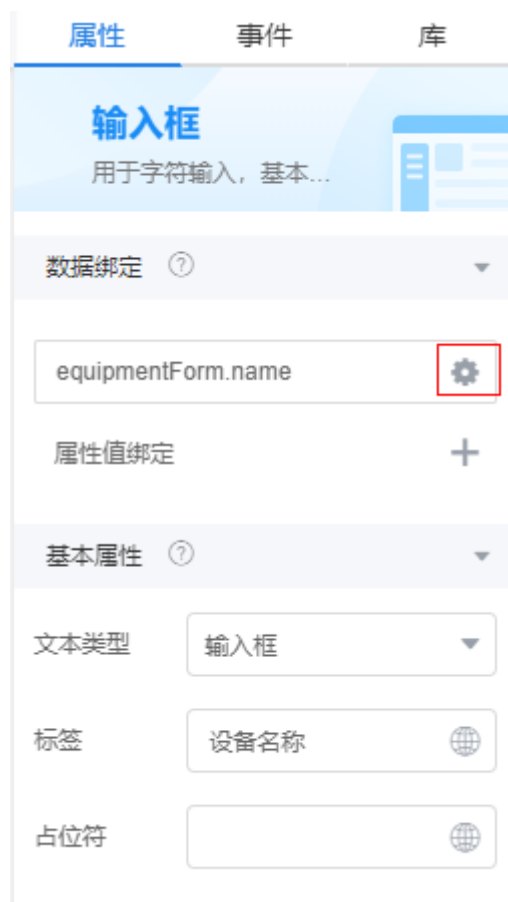 属性 事件 库
输入框
用于字符输入，基本...
数据绑定 ?
equipmentForm.name
属性值绑定
基本属性 ?
文本类型 输入框
标签 设备名称
占位符